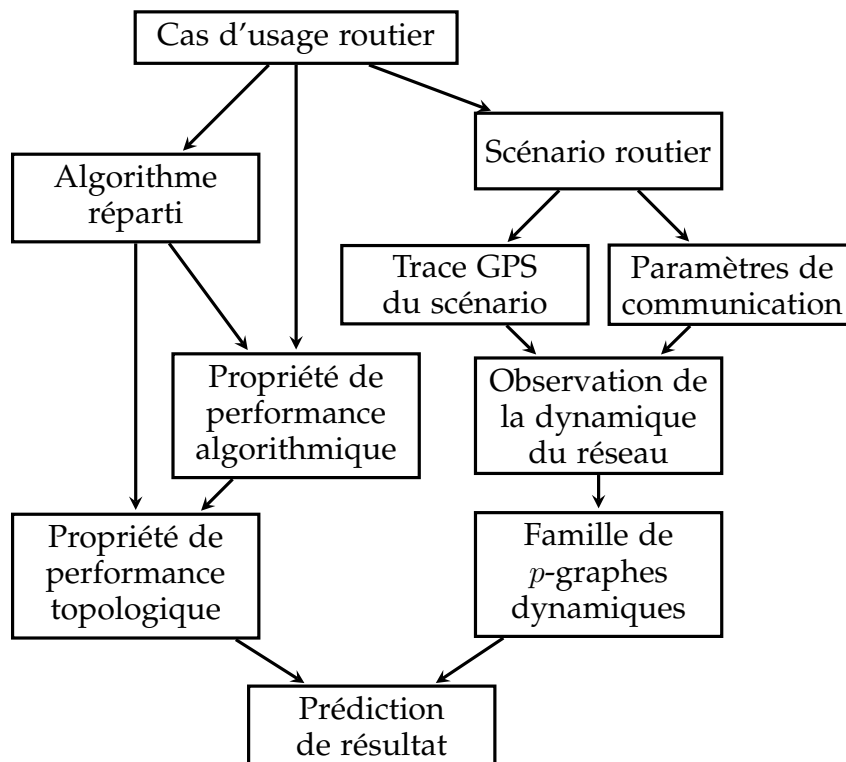 Cas d'usage routier
Scénario routier
Algorithme
réparti
Trace GPS
du scénario
Paramètres de
communication
Propriété de
performance
algorithmique
Observation de
la dynamique
du réseau
Propriété de
performance
topologique
Famille de
p-graphes
dynamiques
Prédiction
de résultat